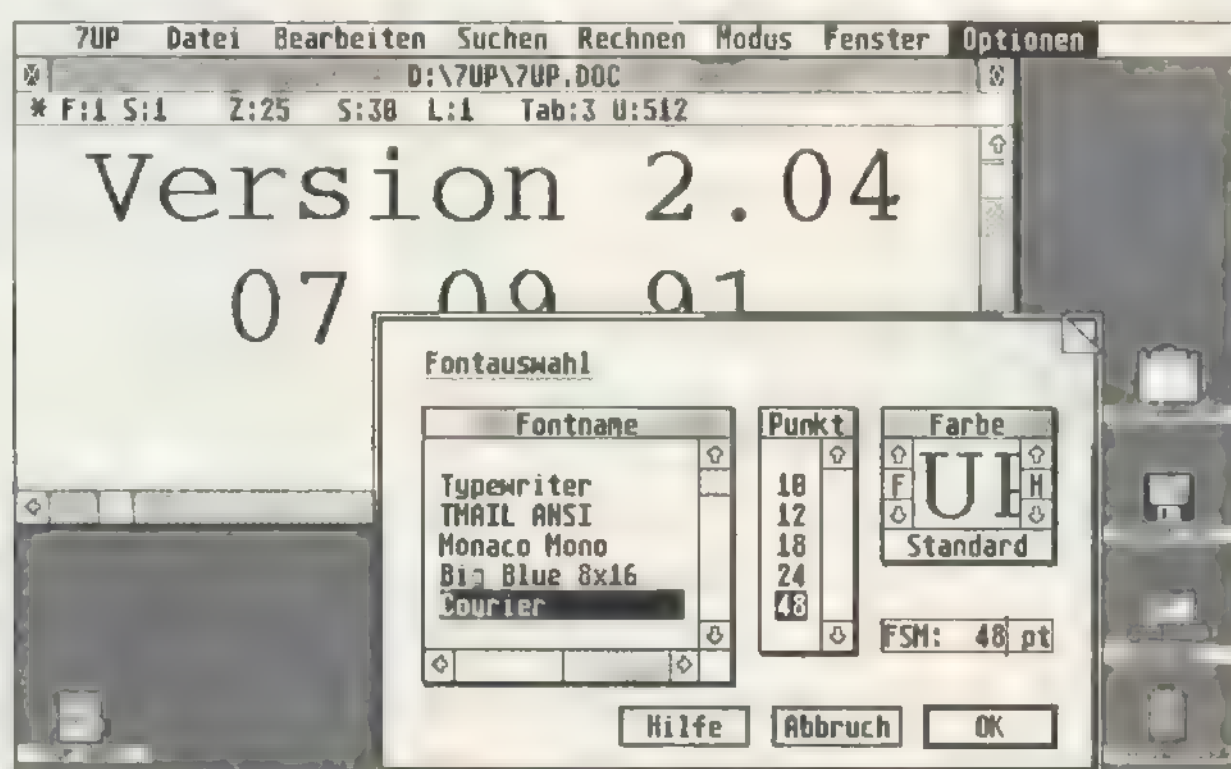 7UP Datei Bearbeiten Suchen Rechnen Modus Fenster Optionen
D:\7UP\7UP.DOC
* F:1 S:1 Z:25 S:38 L:1 Tab:3 U:512
Version 2.04
07 09 91
Fontauswahl
Fontname
Typewriter
TMAIL ANSI
Monaco Mono
Big Blue 8x16
Courier
Punkt
10
12
18
24
48
Farbe
F
M
Standard
FSM: 48 pt
Hilfe Abbruch OK